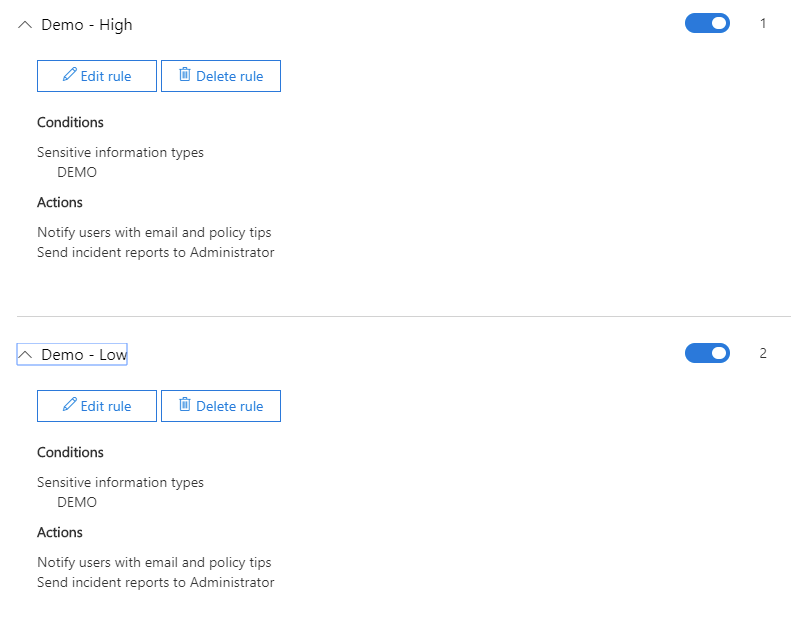 Demo - High
1
Edit rule
Delete rule
Conditions
Sensitive information types
DEMO
Actions
Notify users with email and policy tips
Send incident reports to Administrator
Demo - Low
2
Edit rule
Delete rule
Conditions
Sensitive information types
DEMO
Actions
Notify users with email and policy tips
Send incident reports to Administrator